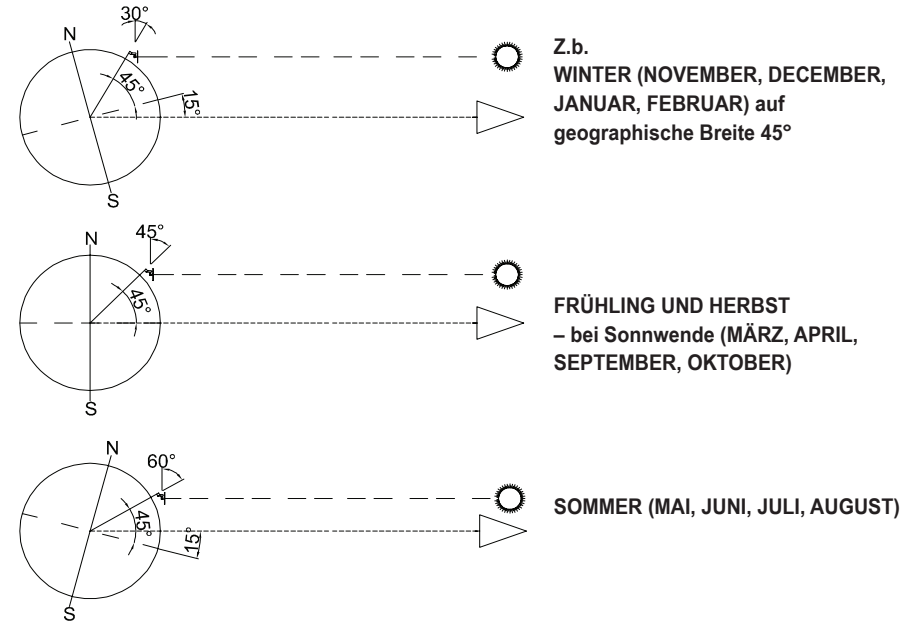 30°
N
45°
15°
S
Z.b.
WINTER (NOVEMBER, DECEMBER,
JANUAR, FEBRUAR) auf
geographische Breite 45°
N
45°
45°
S
FRÜHLING UND HERBST
– bei Sonnwende (MÄRZ, APRIL,
SEPTEMBER, OKTOBER)
N
60°
45°
15°
S
SOMMER (MAI, JUNI, JULI, AUGUST)